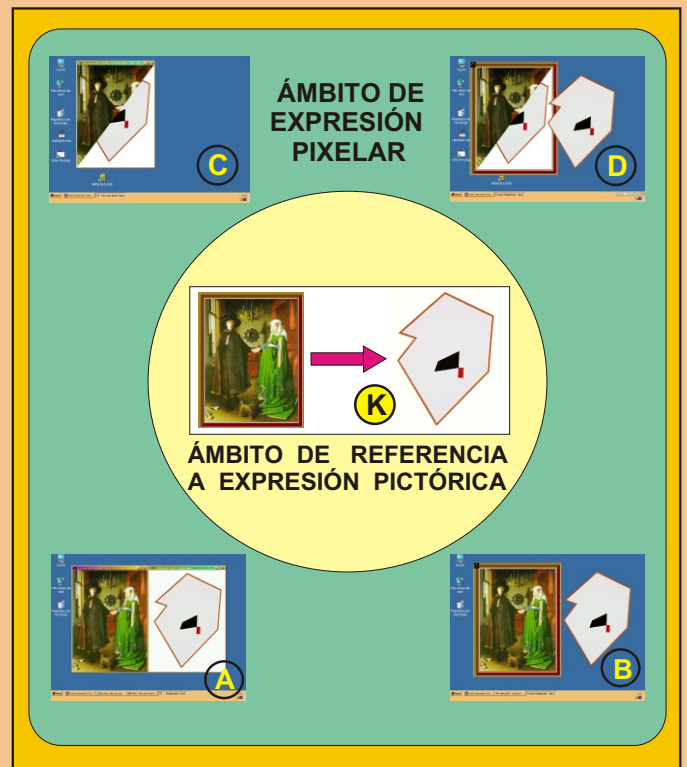 ÁMBITO DE
EXPRESIÓN
PIXELAR
C
D
K
ÁMBITO DE REFERENCIA
A EXPRESIÓN PICTÓRICA
A
B